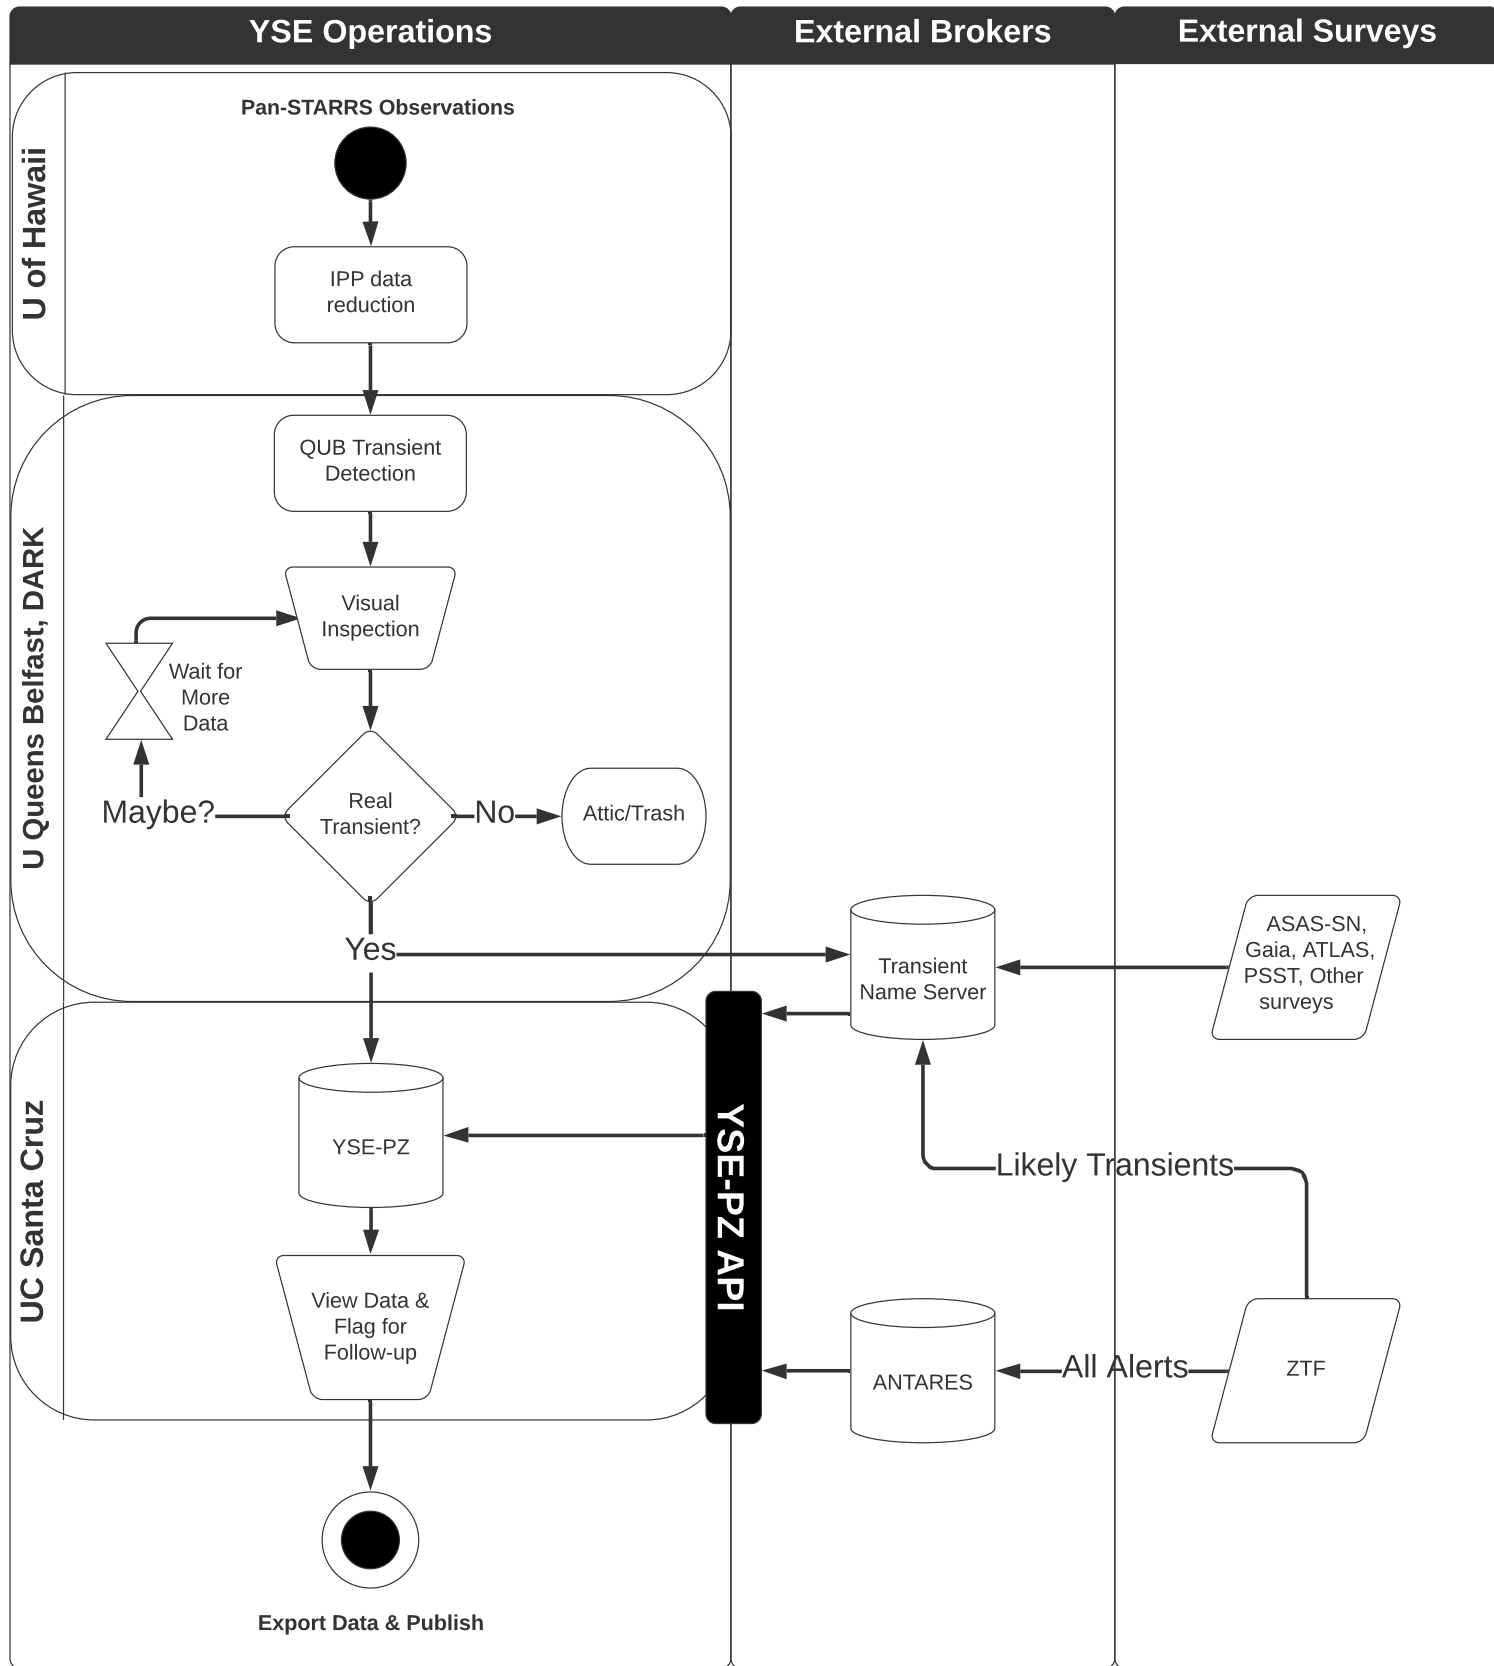 YSE Operations
External Brokers
External Surveys
U of Hawaii
Pan-STARRS Observations
IPP data
reduction
U Queens Belfast, DARK
QUB Transient
Detection
Visual
Inspection
Wait for
More
Data
Real
Transient?
Maybe?
No
Attic/Trash
Yes
Transient
Name Server
ASAS-SN,
Gaia, ATLAS,
PSST, Other
surveys
UC Santa Cruz
YSE-PZ
YSE-PZ API
Likely Transients
View Data &
Flag for
Follow-up
ANTARES
All Alerts
ZTF
Export Data & Publish